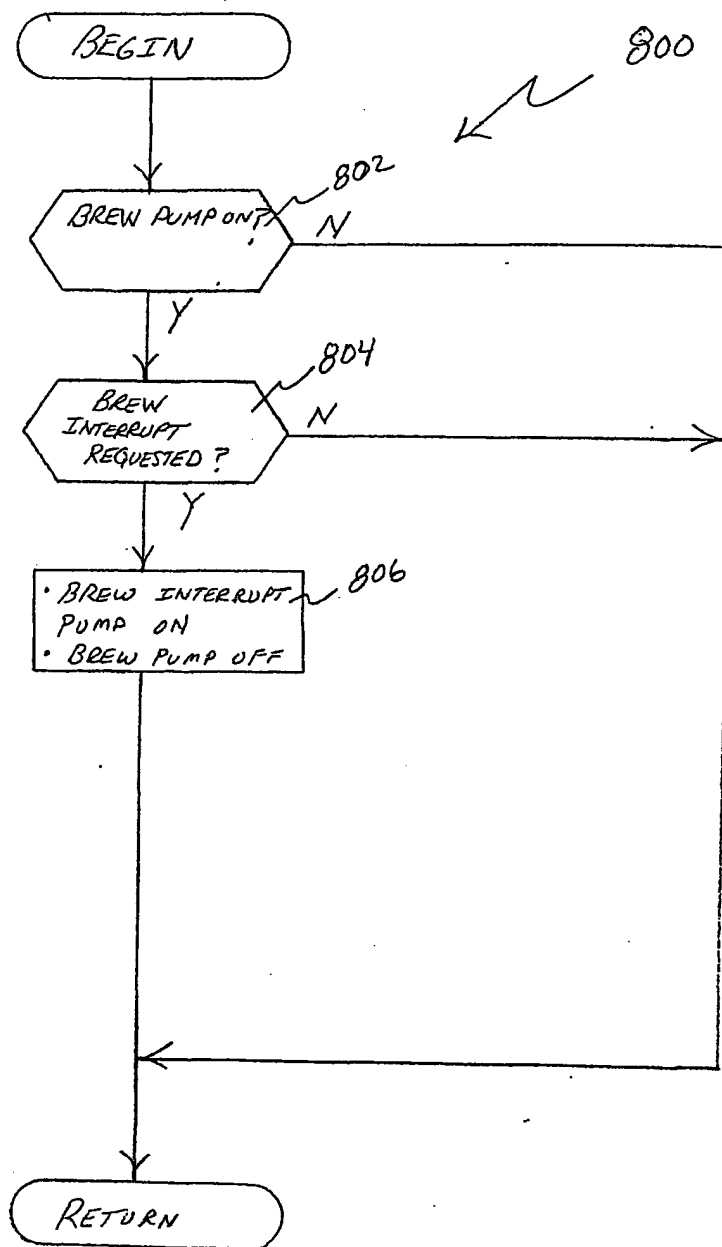 BEGIN
800
802
BREW PUMP ON?
N
Y
804
BREW
INTERRUPT
REQUESTED?
N
Y
806
• BREW INTERRUPT
PUMP ON
• BREW PUMP OFF
RETURN